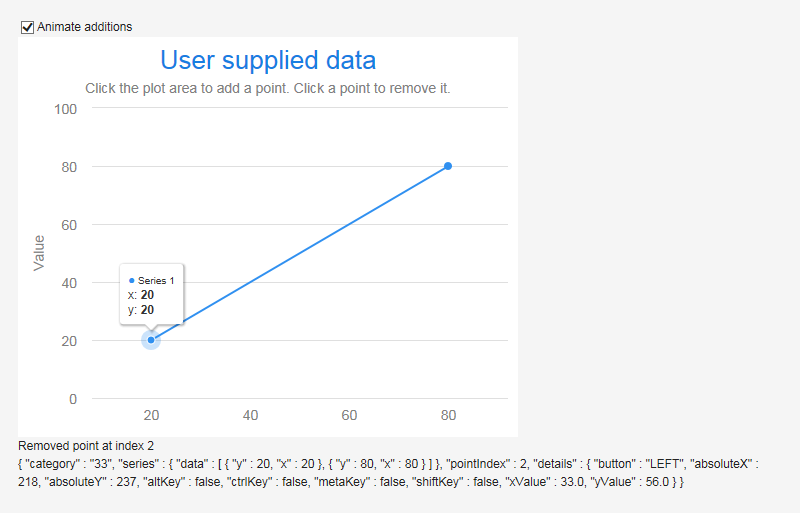 Animate additions
User supplied data
Click the plot area to add a point. Click a point to remove it.
100
80
60
40
20
0
Value
Series 1
x: 20
y: 20
20 40 60 80
Removed point at index 2
{ "category" : "33", "series" : { "data" : [ { "y" : 20, "x" : 20 }, { "y" : 80, "x" : 80 } ] }, "pointIndex" : 2, "details" : { "button" : "LEFT", "absoluteX" :
218, "absoluteY" : 237, "altKey" : false, "ctrlKey" : false, "metaKey" : false, "shiftKey" : false, "xValue" : 33.0, "yValue" : 56.0 } }